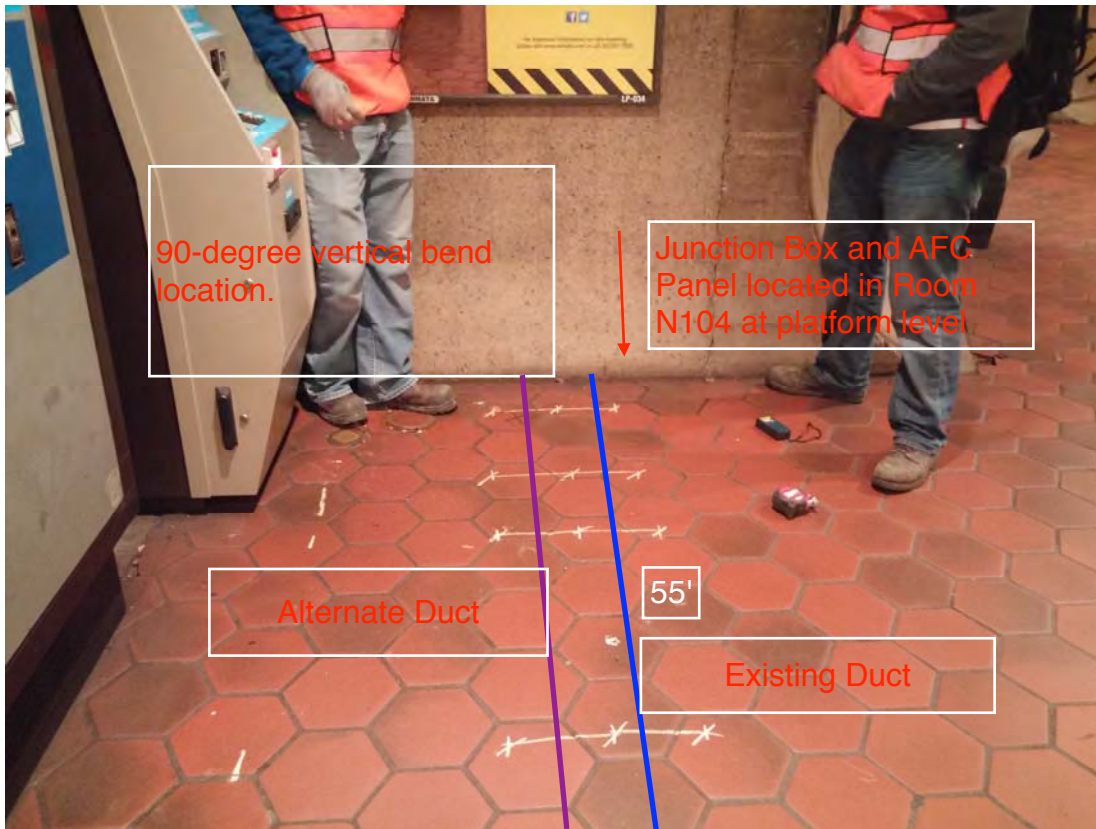 WMATA
LP-034
90-degree vertical bend
location.
Junction Box and AFC
Panel located in Room
N104 at platform level
55'
Alternate Duct
Existing Duct